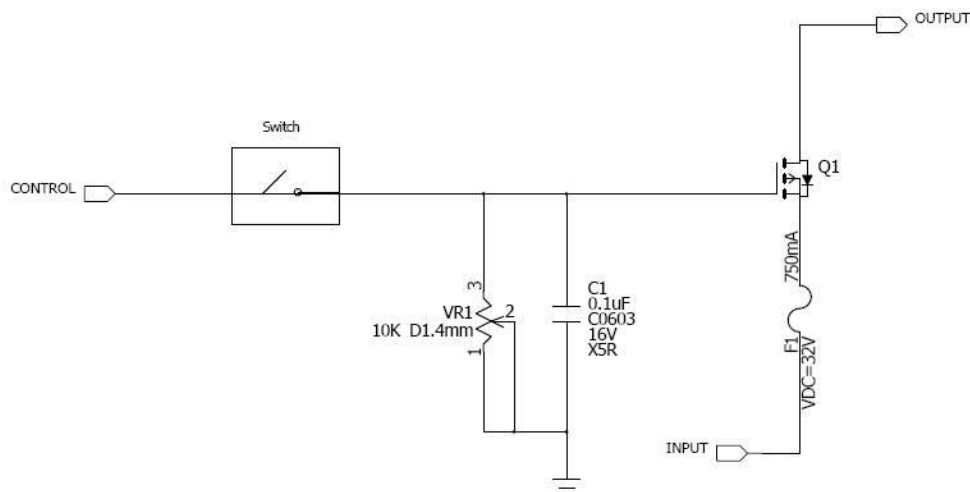 OUTPUT
Switch
Q1
CONTROL
750mA
3
C1
VR1
2
0.1uF
10K D1.4mm
C0603
1
16V
X5R
F1
VDC=32V
INPUT